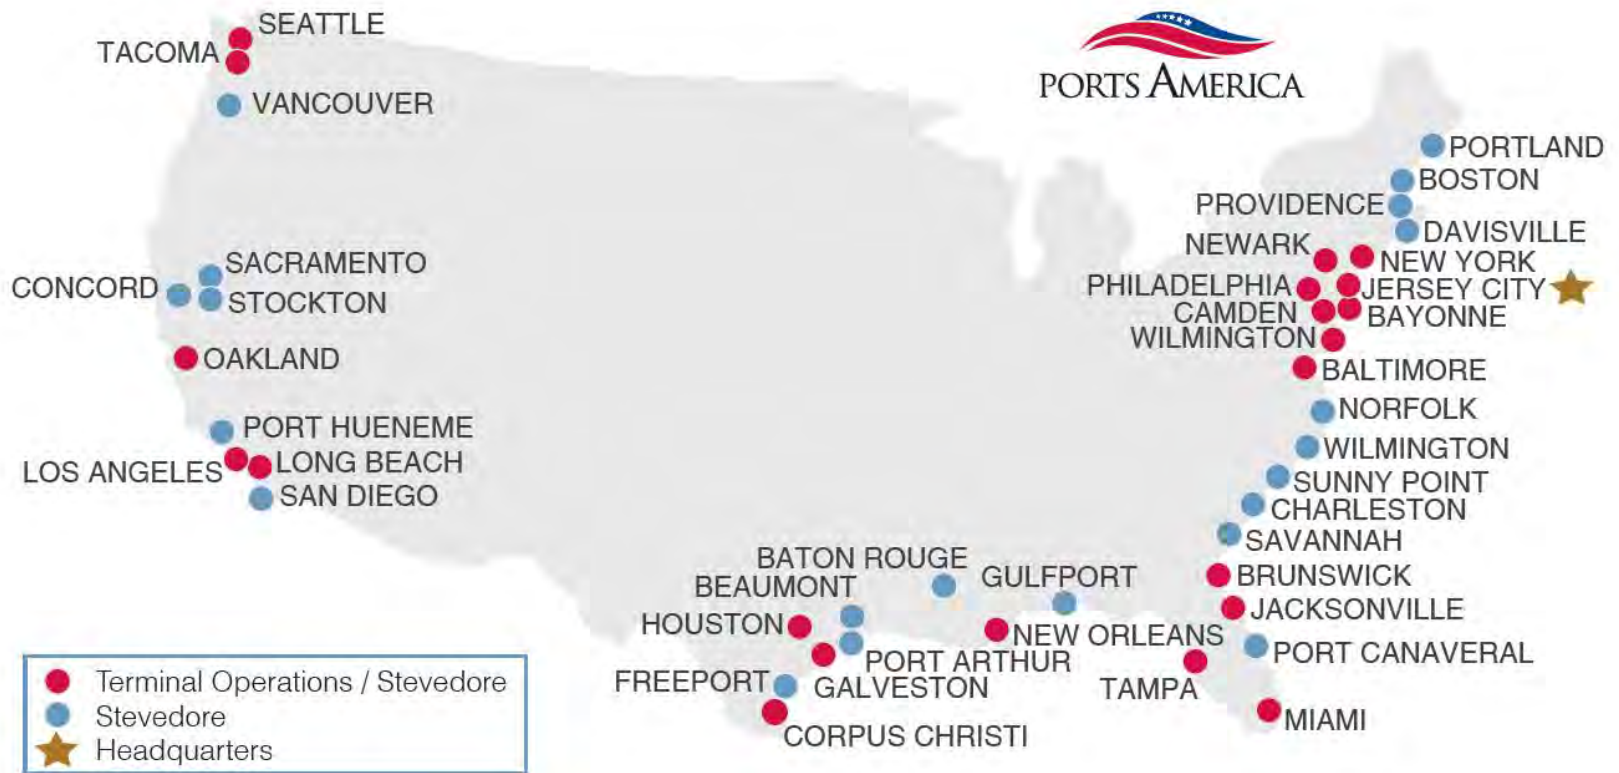 SEATTLE
TACOMA
VANCOUVER
PORTS AMERICA
PORTLAND
BOSTON
PROVIDENCE
DAVISVILLE
NEWARK
NEW YORK
SACRAMENTO
CONCORD
STOCKTON
PHILADELPHIA
JERSEY CITY
CAMDEN
BAYONNE
WILMINGTON
OAKLAND
BALTIMORE
NORFOLK
PORT HUENEME
WILMINGTON
LOS ANGELES
LONG BEACH
SAN DIEGO
SUNNY POINT
CHARLESTON
SAVANNAH
BATON ROUGE
BEAUMONT
GULFPORT
BRUNSWICK
JACKSONVILLE
HOUSTON
NEW ORLEANS
PORT ARTHUR
PORT CANAVERAL
FREEPORT
GALVESTON
TAMPA
MIAMI
CORPUS CHRISTI
Terminal Operations / Stevedore
Stevedore
Headquarters